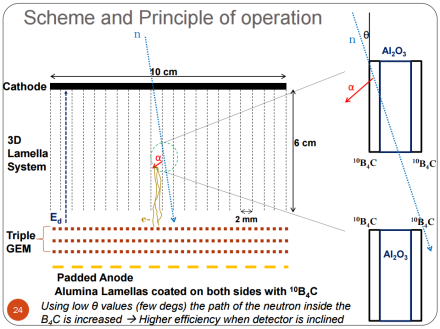 Scheme and Principle of operation
n
10 cm
Cathode
3D
Lamella
System
α
6 cm
Ed
e-
2 mm
Triple
GEM
Padded Anode
Alumina Lamellas coated on both sides with ¹⁰B₄C
24
Using low θ values (few degs) the path of the neutron inside the
B₄C is increased → Higher efficiency when detector is inclined
n
θ
Al₂O₃
α
¹⁰B₄C
¹⁰B₄C
¹⁰B₄C
¹⁰B₄C
Al₂O₃